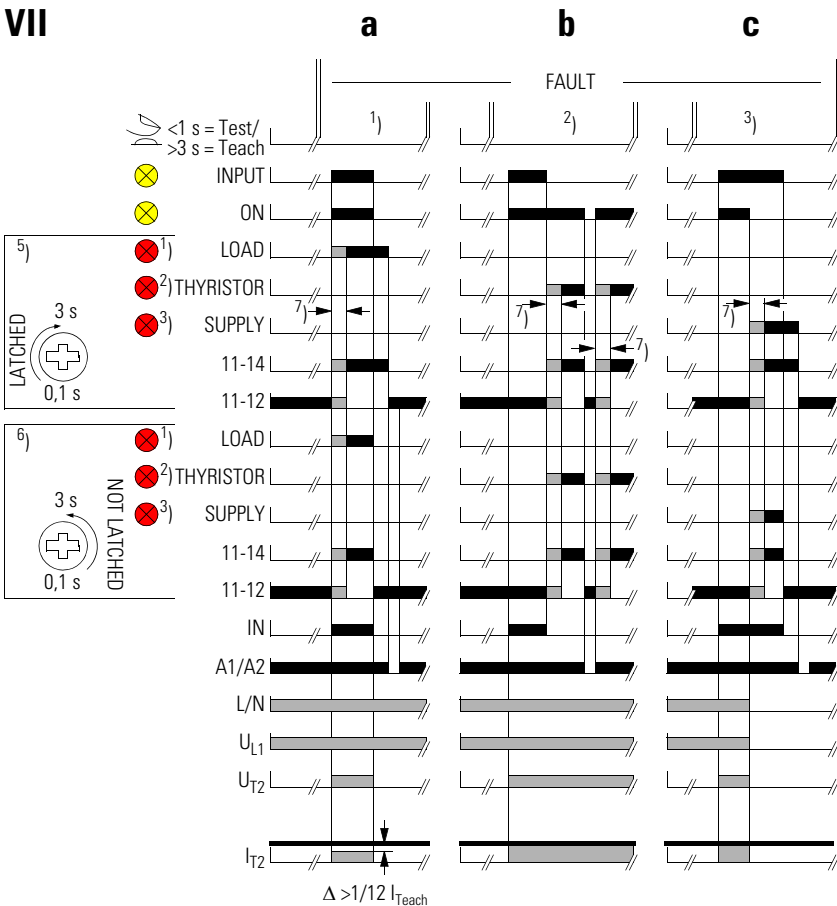 VII a b c
FAULT
<1 s = Test/ 1) 2) 3)
>3 s = Teach
INPUT
ON
5) 1) LOAD
2) THYRISTOR
7) 7) 7)
3 s 3) SUPPLY
7)
LATCHED
11-14
0,1 s
11-12
6) 1) LOAD
2) THYRISTOR
3 s 3) SUPPLY
NOT LATCHED
11-14
0,1 s
11-12
IN
A1/A2
L/N
UL1
UT2
IT2
Δ >1/12 ITeach